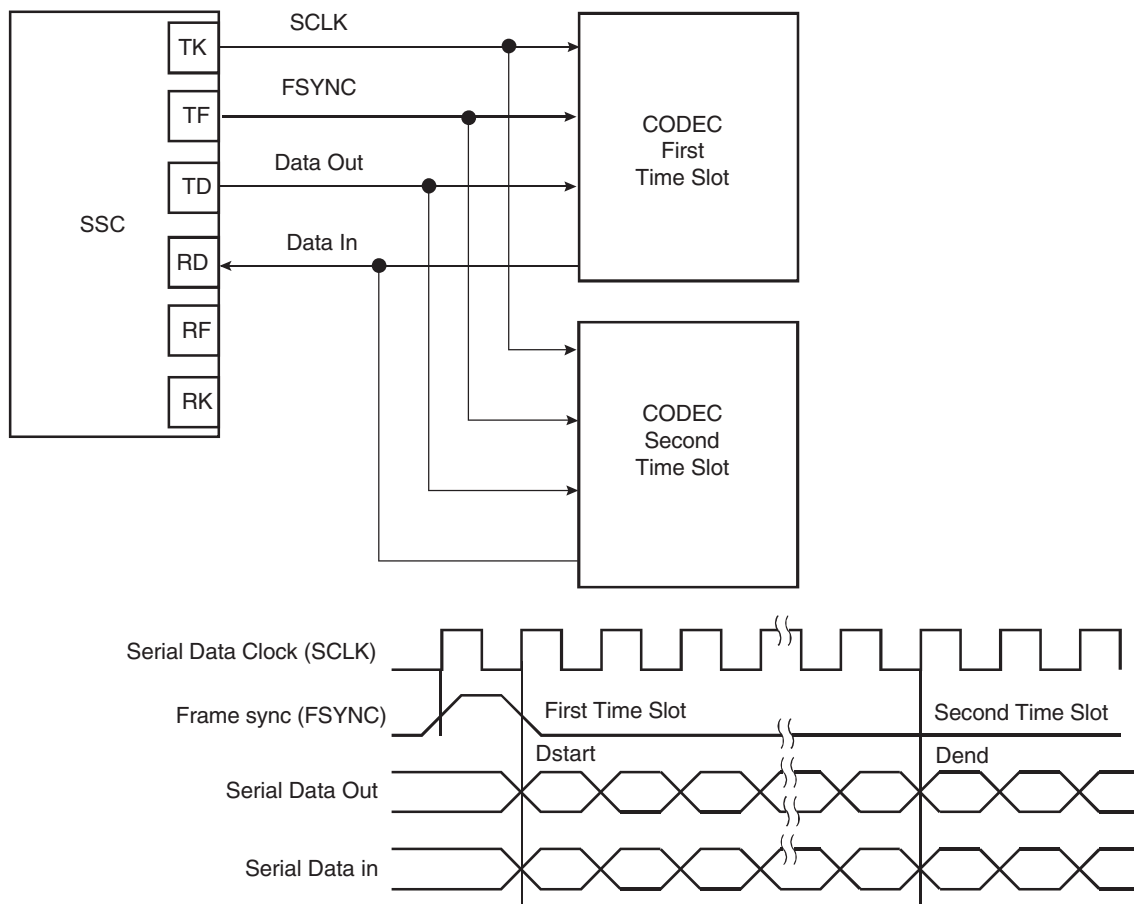 SSC
TK
TF
TD
RD
RF
RK
SCLK
FSYNC
Data Out
Data In
CODEC
First
Time Slot
CODEC
Second
Time Slot
Serial Data Clock (SCLK)
Frame sync (FSYNC)
First Time Slot
Second Time Slot
Dstart
Dend
Serial Data Out
Serial Data in